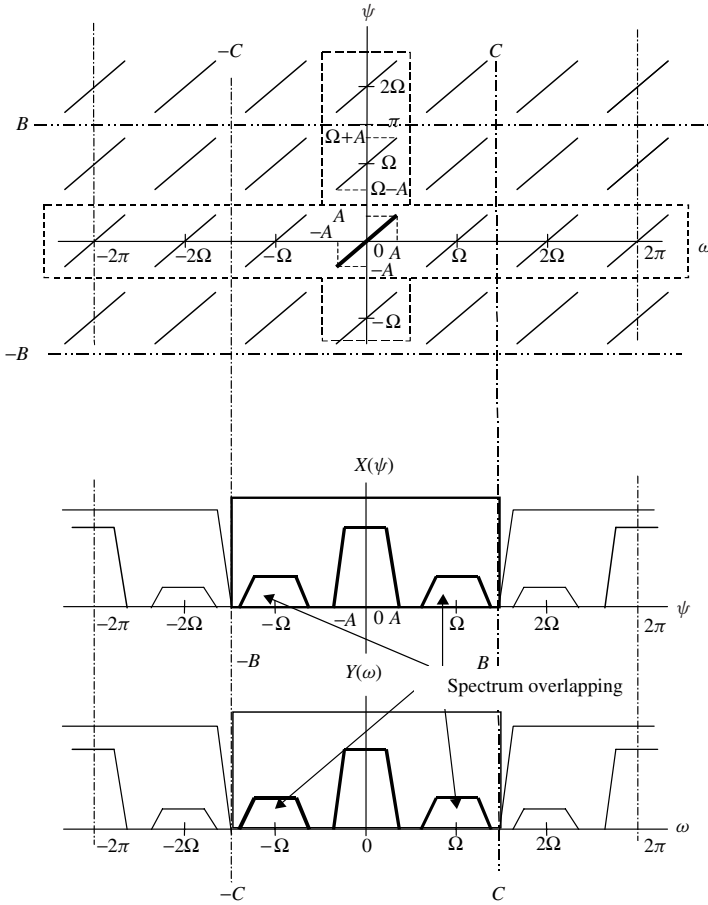 ψ
−C C
2Ω
B π
Ω+A Ω
Ω−A
A
−A
−2π −2Ω −Ω 0 A Ω 2Ω 2π ω
−A
−Ω
−B
X(ψ)
−2π −2Ω −Ω −A 0 A Ω 2Ω 2π ψ
−B Y(ω) B
Spectrum overlapping
−2π −2Ω −Ω 0 Ω 2Ω 2π ω
−C C